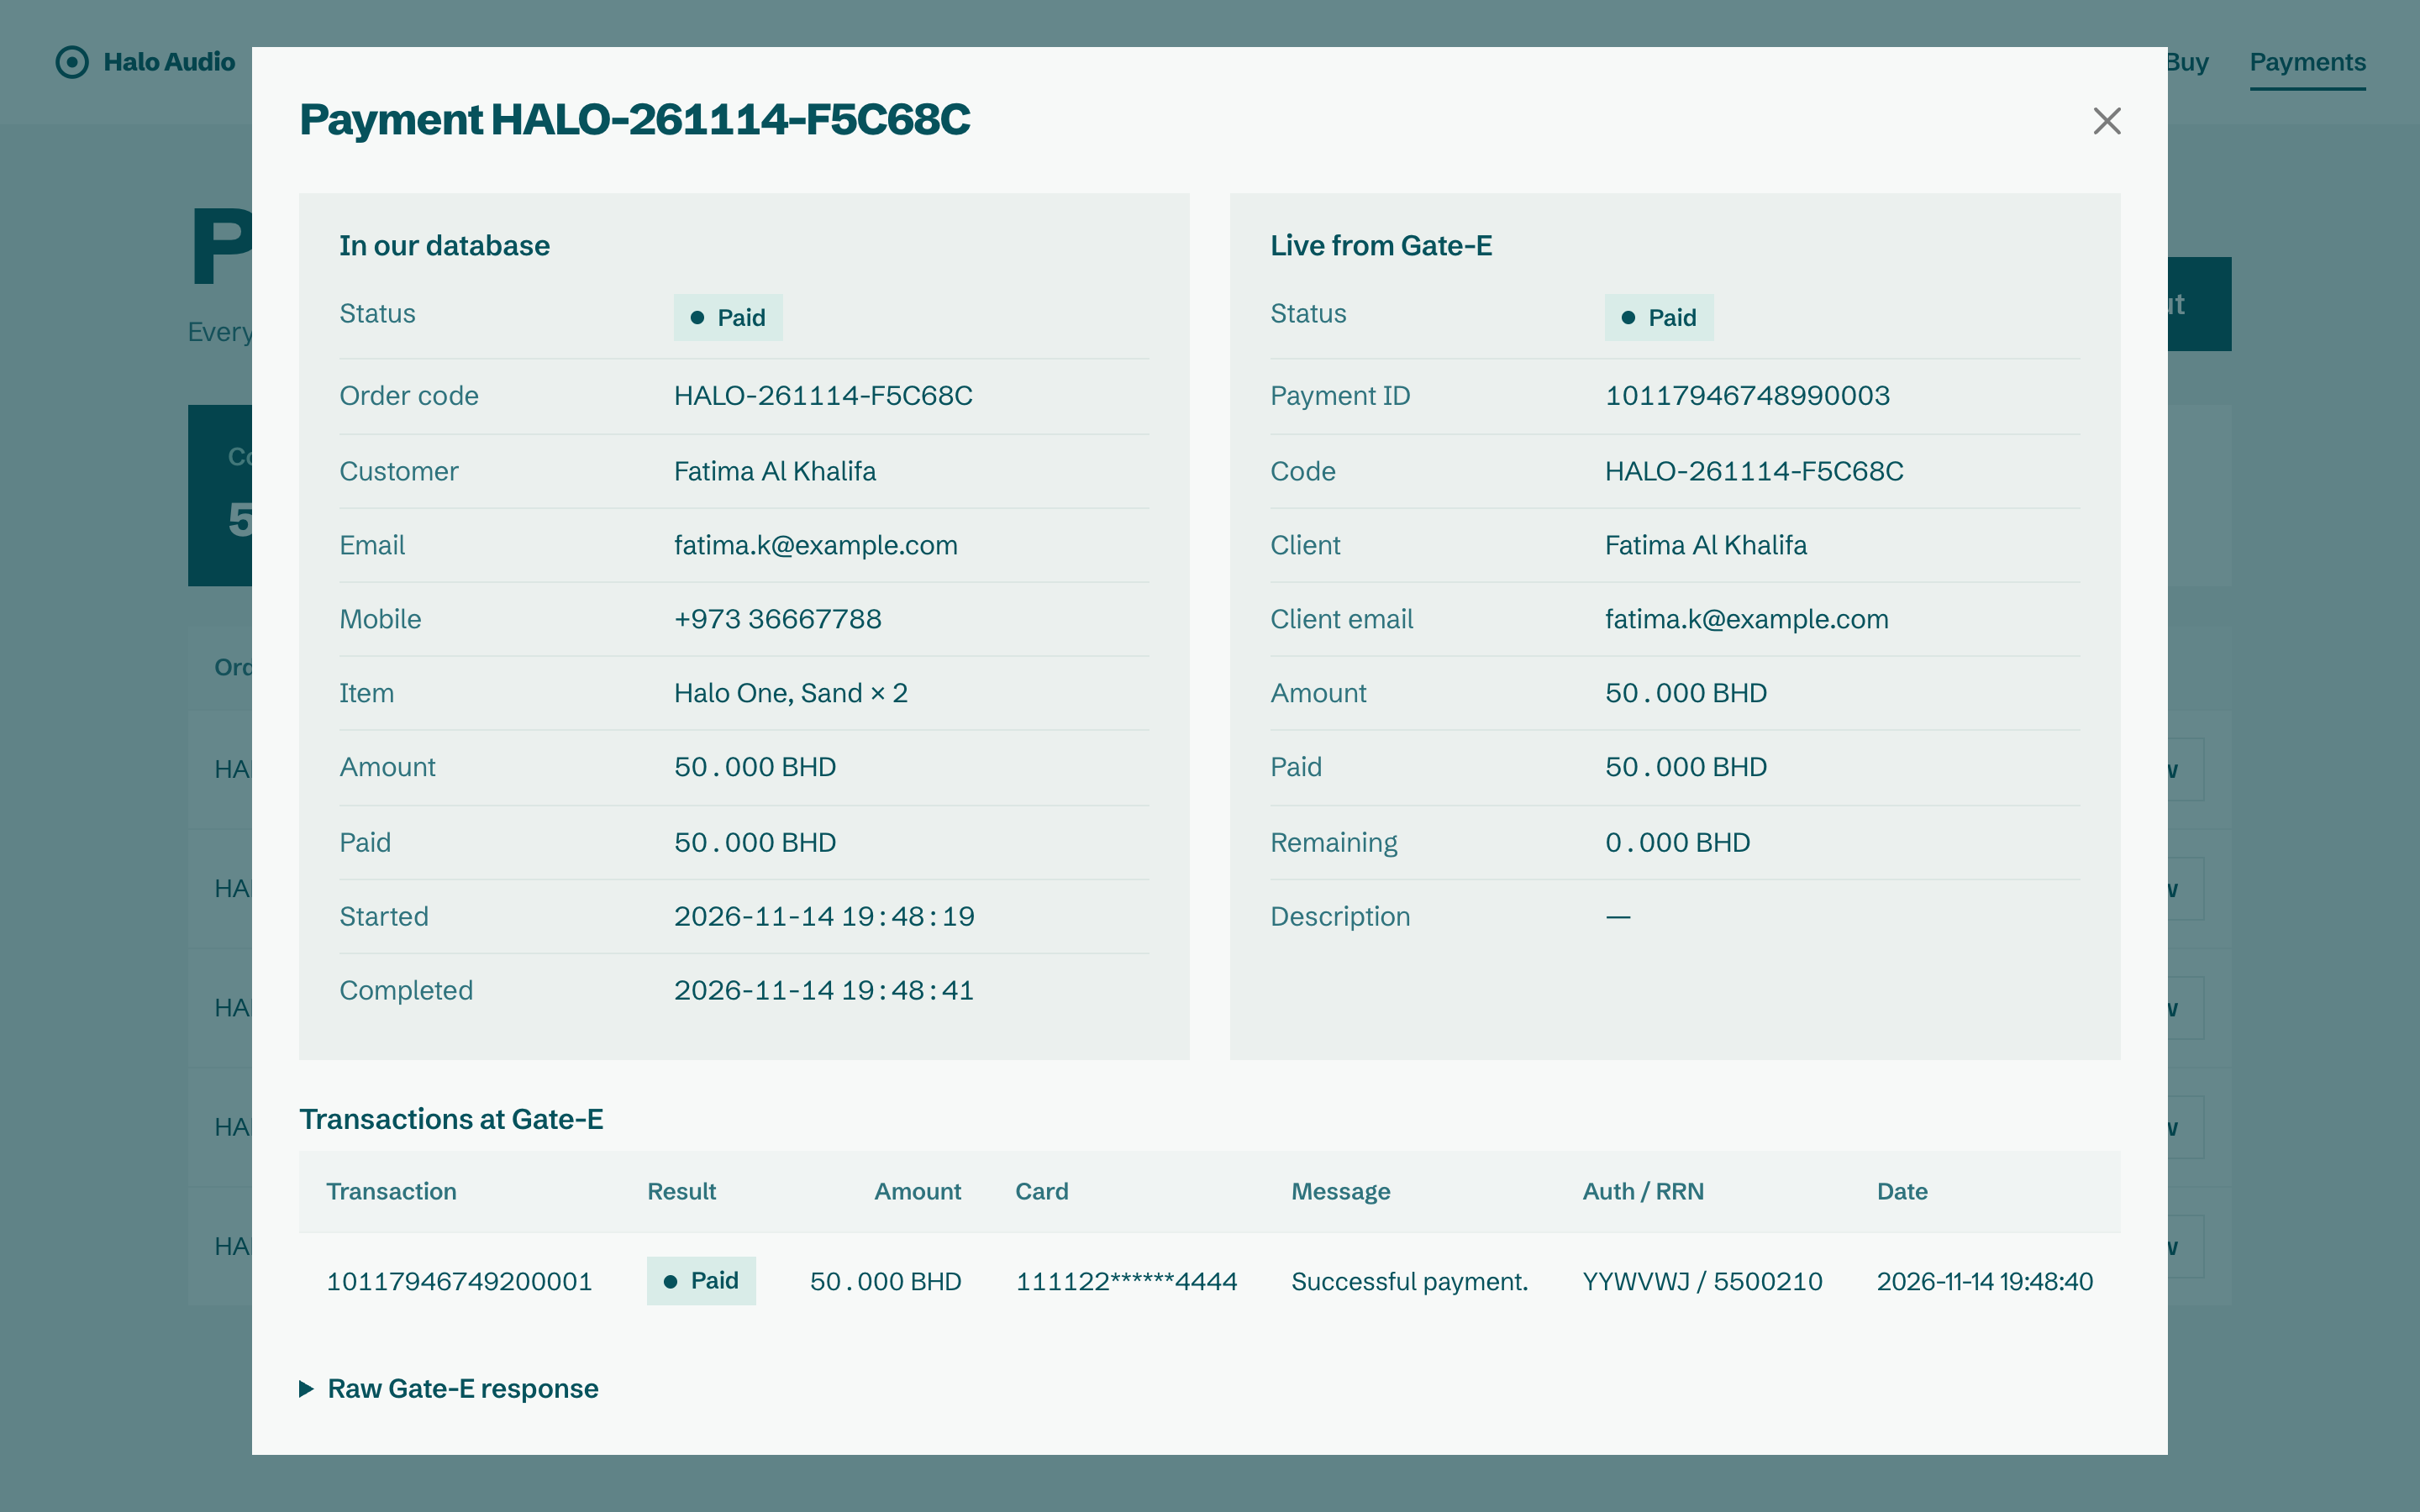 Halo Audio
Buy
Payments
Payment HALO-261114-F5C68C
In our database
Status Paid
Order code HALO-261114-F5C68C
Customer Fatima Al Khalifa
Email fatima.k@example.com
Mobile +973 36667788
Item Halo One, Sand × 2
Amount 50.000 BHD
Paid 50.000 BHD
Started 2026-11-14 19:48:19
Completed 2026-11-14 19:48:41
Live from Gate-E
Status Paid
Payment ID 10117946748990003
Code HALO-261114-F5C68C
Client Fatima Al Khalifa
Client email fatima.k@example.com
Amount 50.000 BHD
Paid 50.000 BHD
Remaining 0.000 BHD
Description —
Transactions at Gate-E
Transaction Result Amount Card Message Auth / RRN Date
10117946749200001 Paid 50.000 BHD 111122******4444 Successful payment. YYWVWJ / 5500210 2026-11-14 19:48:40
Raw Gate-E response
Every